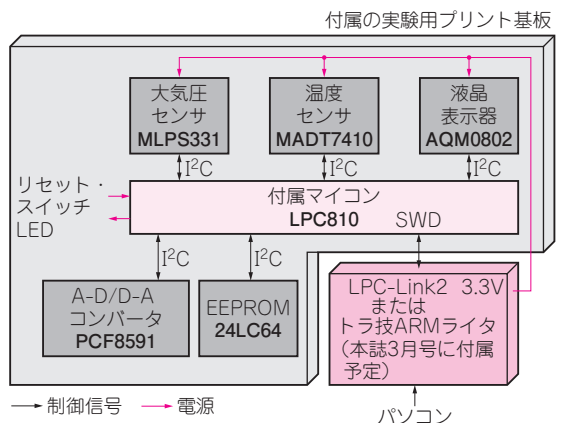 付属の実験用プリント基板
大気圧
センサ
MLPS331
温度
センサ
MADT7410
液晶
表示器
AQM0802
I²C
I²C
I²C
リセット・
スイッチ
LED
付属マイコン
LPC810
SWD
I²C
I²C
A-D/D-A
コンバータ
PCF8591
EEPROM
24LC64
LPC-Link2 3.3V
または
トラ技ARMライタ
(本誌3月号に付属
予定)
制御信号
電源
パソコン